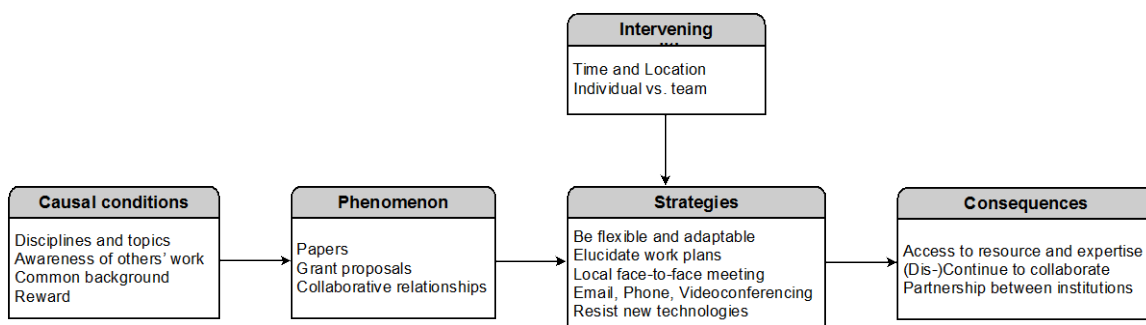 Intervening
Time and Location
Individual vs. team
Causal conditions
Disciplines and topics
Awareness of others' work
Common background
Reward
Phenomenon
Papers
Grant proposals
Collaborative relationships
Strategies
Be flexible and adaptable
Elucidate work plans
Local face-to-face meeting
Email, Phone, Videoconferencing
Resist new technologies
Consequences
Access to resource and expertise
(Dis-)Continue to collaborate
Partnership between institutions